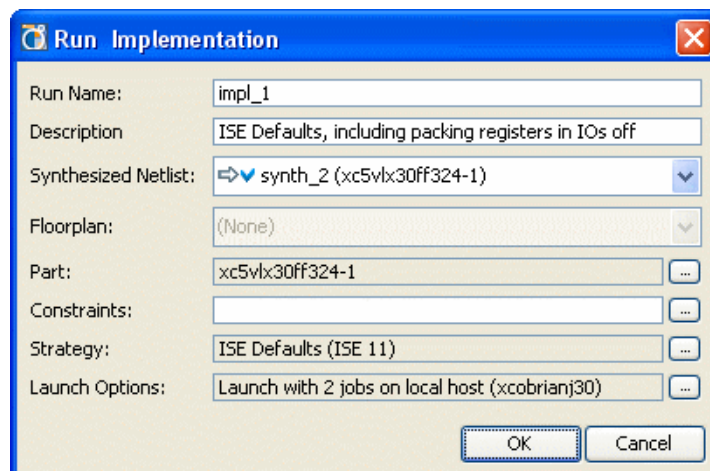 Run Implementation
Run Name: impl_1
Description ISE Defaults, including packing registers in IOs off
Synthesized Netlist: synth_2 (xc5vlx30ff324-1)
Floorplan: (None)
Part: xc5vlx30ff324-1 ...
Constraints: ...
Strategy: ISE Defaults (ISE 11) ...
Launch Options: Launch with 2 jobs on local host (xcobrianj30) ...
OK Cancel